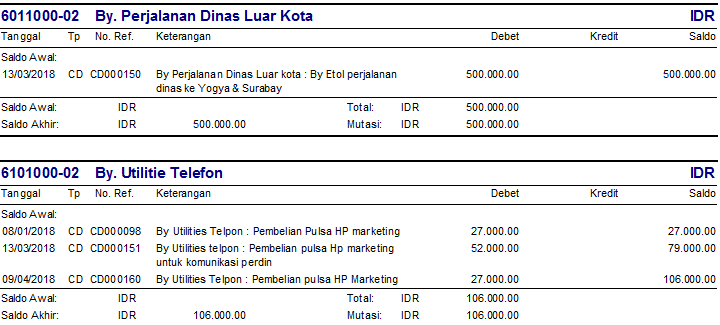 6011000-02 By. Perjalanan Dinas Luar Kota IDR
Tanggal Tp No. Ref. Keterangan Debet Kredit Saldo
Saldo Awal:
13/03/2018 CD CD000150 By Perjalanan Dinas Luar kota : By Etol perjalanan 500.000.00 500.000.00
dinas ke Yogya & Surabay
Saldo Awal: IDR Total: IDR 500.000.00
Saldo Akhir: IDR 500.000.00 Mutasi: IDR 500.000.00
6101000-02 By. Utilitie Telefon IDR
Tanggal Tp No. Ref. Keterangan Debet Kredit Saldo
Saldo Awal:
08/01/2018 CD CD000098 By Utilities Telpon : Pembelian Pulsa HP marketing 27.000.00 27.000.00
13/03/2018 CD CD000151 By Utilities telpon : Pembelian pulsa Hp marketing 52.000.00 79.000.00
untuk komunikasi perdin
09/04/2018 CD CD000160 By Utilities Telpon : Pembelian pulsa HP Marketing 27.000.00 106.000.00
Saldo Awal: IDR Total: IDR 106.000.00
Saldo Akhir: IDR 106.000.00 Mutasi: IDR 106.000.00